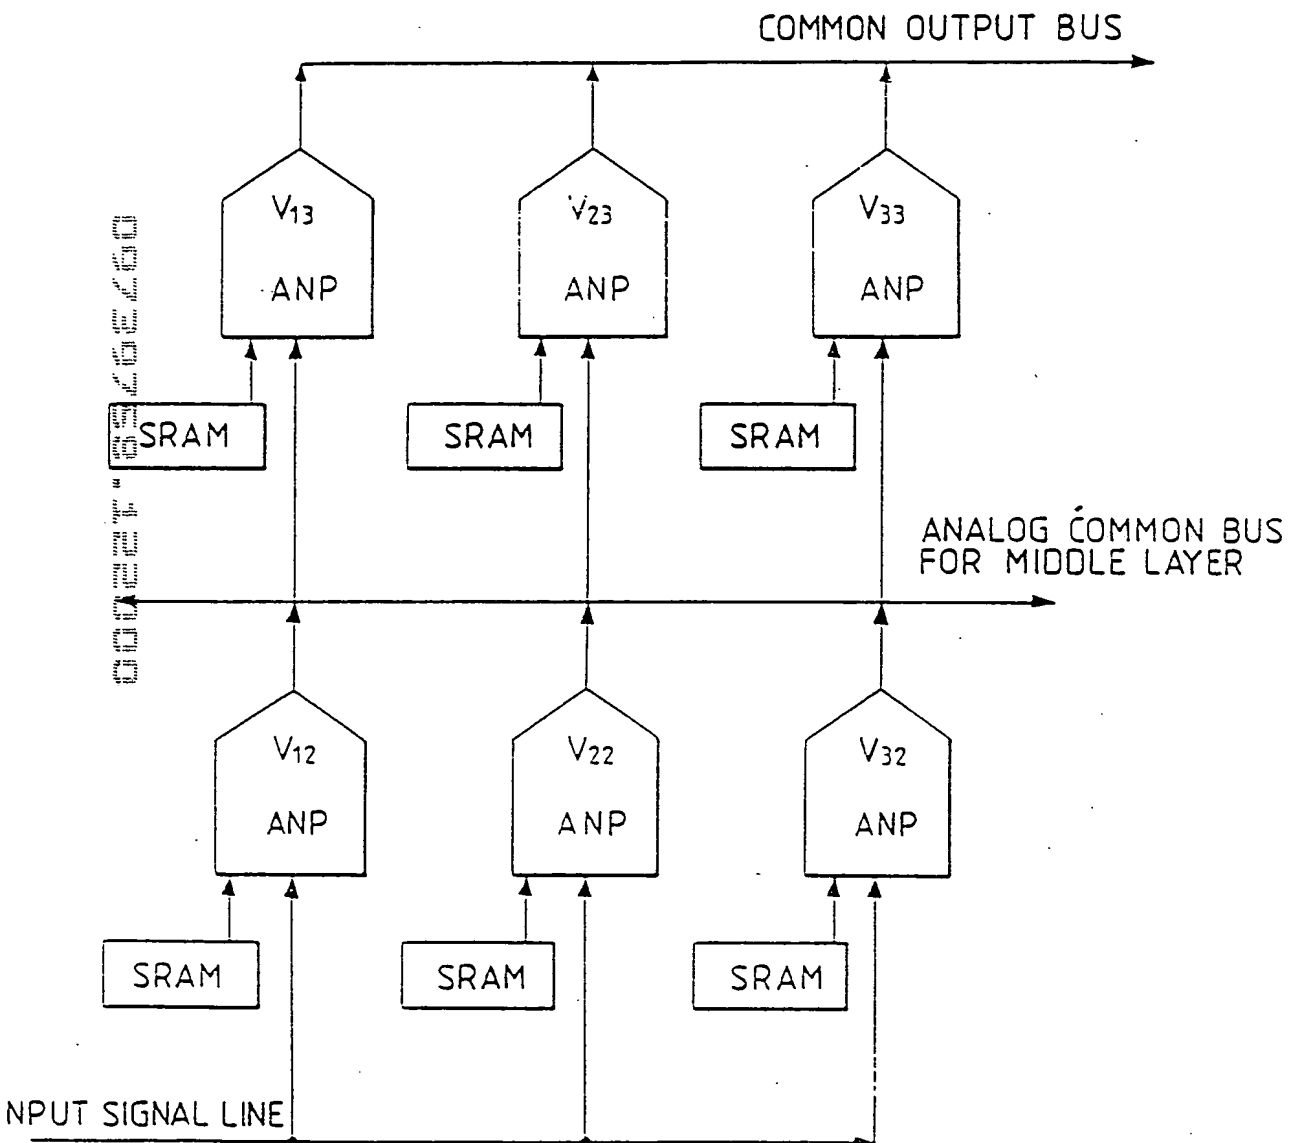 COMMON OUTPUT BUS
V13
V23
V33
ANP
ANP
ANP
SRAM
SRAM
SRAM
ANALOG COMMON BUS
FOR MIDDLE LAYER
V12
V22
V32
ANP
ANP
ANP
SRAM
SRAM
SRAM
NPUT SIGNAL LINE